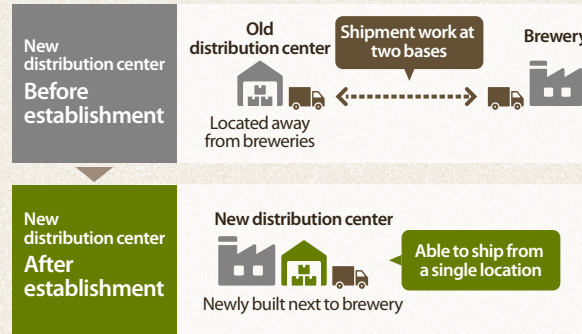 New
distribution center
Before
establishment
Old
distribution center
Located away
from breweries
Shipment work at
two bases
Brewery
New
distribution center
After
establishment
New distribution center
Newly built next to brewery
Able to ship from
a single location